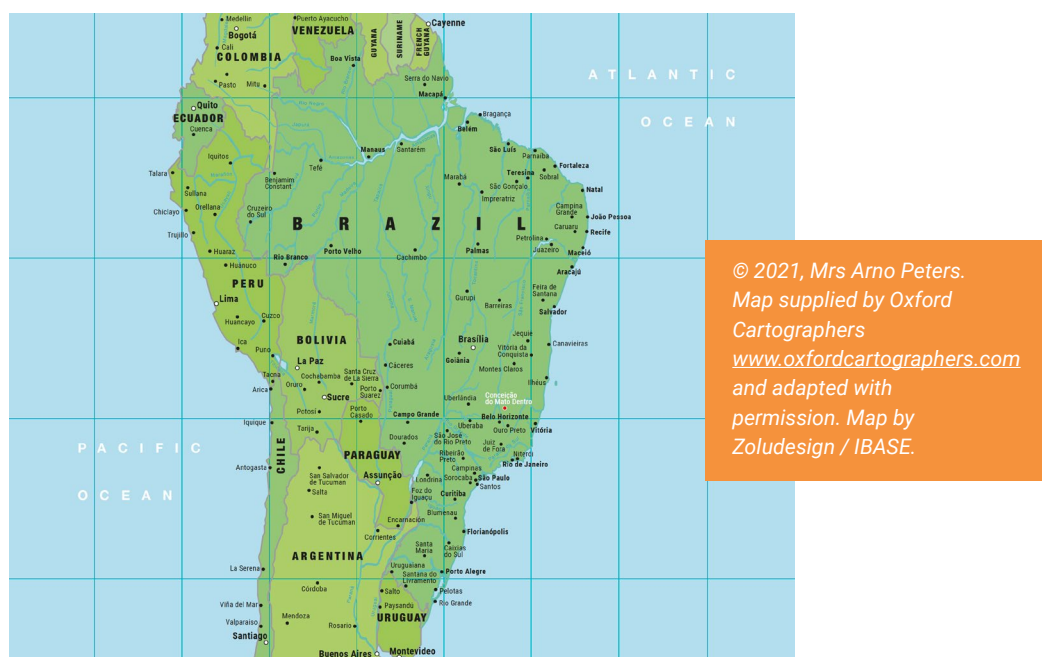 Medellin
Puerto Ayacucho
Cayenne
Bogotá
VENEZUELA
GUYANA
SURINAME
FRENCH
GUYANA
Cali
COLOMBIA
Boa Vista
ATLANTIC
Pasto
Mitu
Serra do Navio
Macapá
Quito
ECUADOR
Bragança
OCEAN
Cuenca
Belém
Iquitos
Manaus
Santarém
São Luís
Parnaiba
Tefé
Fortaleza
Talara
Benjamim
Constant
Marabá
Teresina
Sobral
São Gonçalo
Sullana
Impreratriz
Natal
Chiclayo
Orellana
Cruzeiro
do Sul
Campina
Grande
João Pessoa
BRAZIL
Caruaru
Recife
Trujillo
Petrolina
Huaraz
Porto Velho
Cachimbo
Palmas
Juazeiro
Maceió
Huánuco
Rio Branco
Aracajú
PERU
Feira de
Santana
Lima
Gurupi
Barreiras
Salvador
Huancayo
Cuzco
Ica
BOLIVIA
Cuiabá
Brasília
Jequie
Canavieiras
Puno
Goiânia
Vitória da
Conquista
La Paz
Cáceres
Montes Claros
Tacna
Cochabamba
Santa Cruz
de La Sierra
Ilhéus
Arica
Oruro
Porto
Suarez
Corumbá
Sucre
Uberlândia
Conceição
do Mato Dentro
Potosí
Porto
Casado
Campo Grande
Belo Horizonte
Iquique
Uberaba
Ouro Preto
Vitória
Tarija
Dourados
São José
do Rio Preto
Juiz
de Fora
PACIFIC
CHILE
PARAGUAY
Ribeirão
Preto
Niterói
Rio de Janeiro
Antogasta
San Salvador
de Tucuman
Assunção
Londrina
Campinas
Sorocaba
São Paulo
Santos
OCEAN
Salta
Foz do
Iguaçu
Curitiba
San Miquel
de Tucuman
Encarnación
Blumenau
Corrientes
Florianópolis
ARGENTINA
Santa
Maria
Caxias
do Sul
La Serena
Uruguaiana
Santana do
Livramento
Porto Alegre
Córdoba
Salto
Pelotas
Viña del Mar
Paysandú
Rio Grande
Valparaiso
Mendoza
Rosario
URUGUAY
Santiago
Buenos Aires
Montevideo
© 2021, Mrs Arno Peters.
Map supplied by Oxford
Cartographers
www.oxfordcartographers.com
and adapted with
permission. Map by
Zoludesign / IBASE.